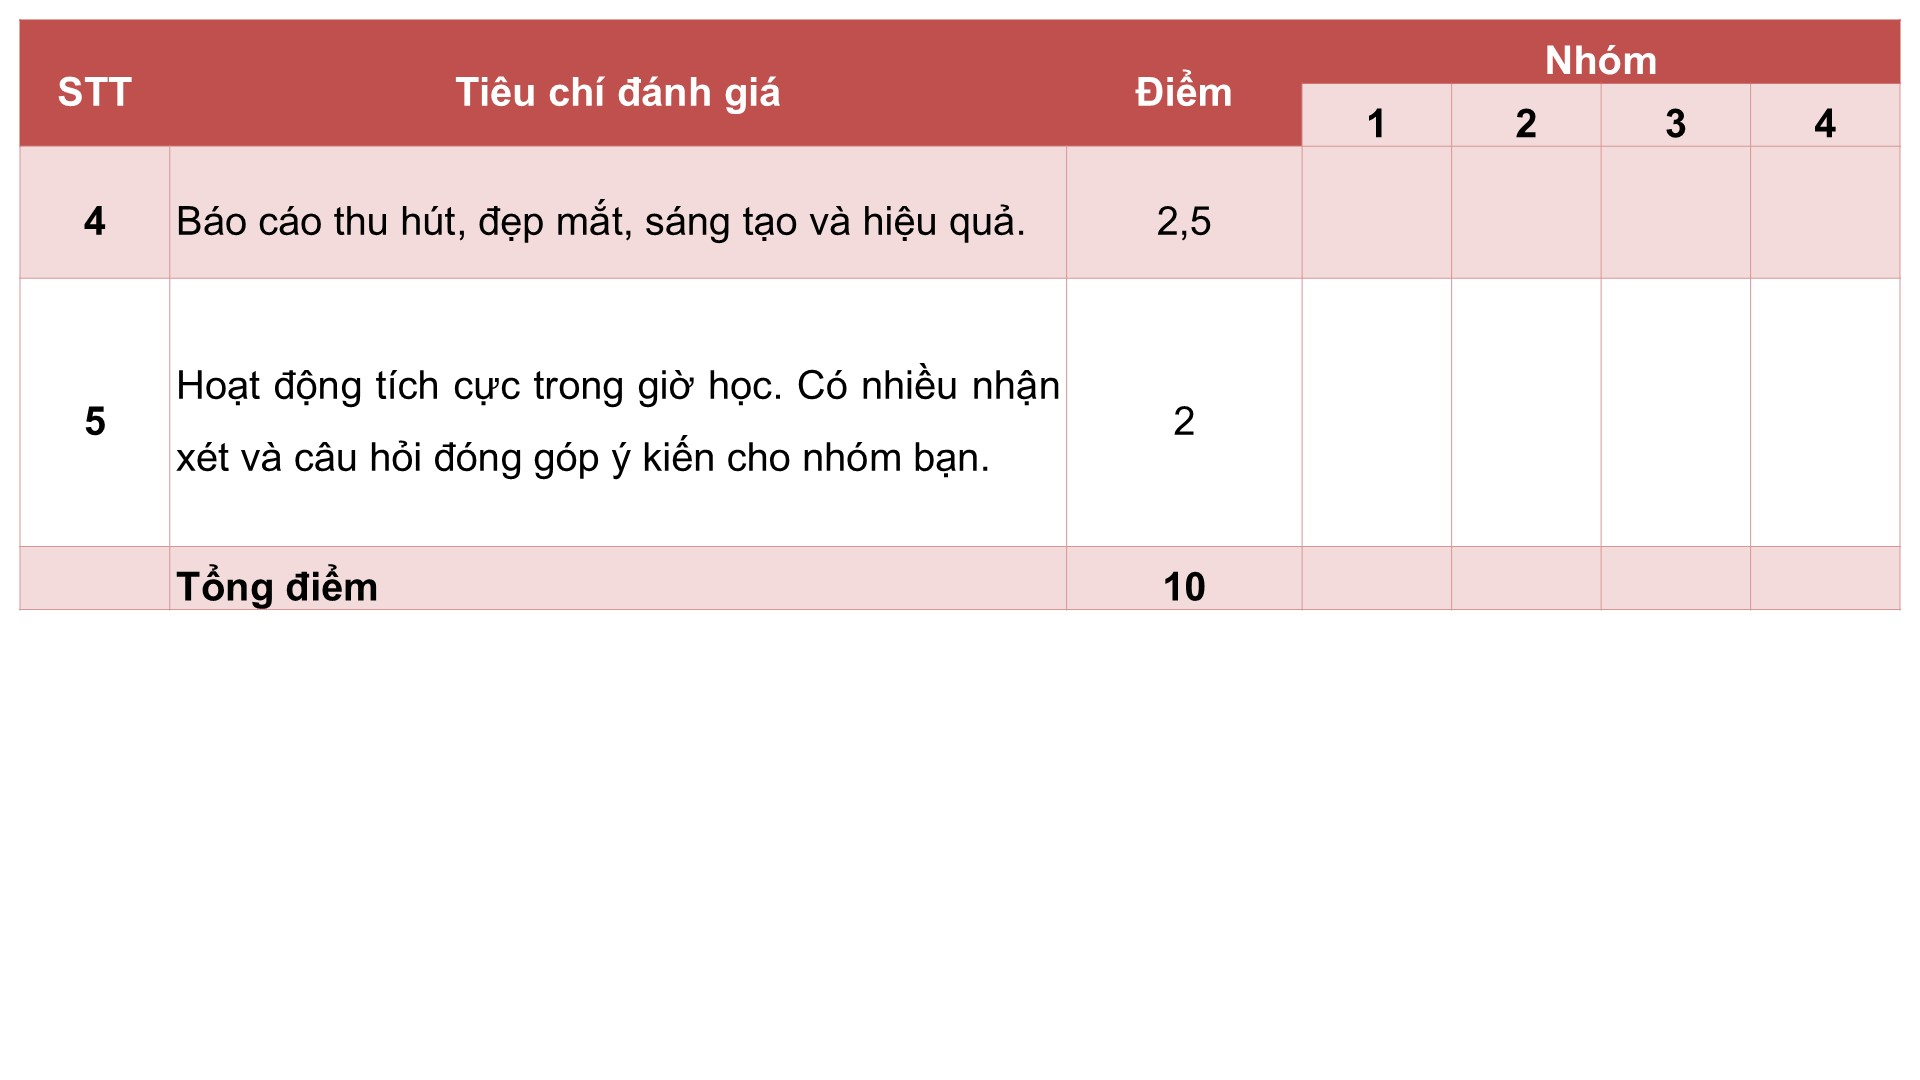 STT Tiêu chí đánh giá Điểm Nhóm
1 2 3 4
4 Báo cáo thu hút, đẹp mắt, sáng tạo và hiệu quả. 2,5
5 Hoạt động tích cực trong giờ học. Có nhiều nhận
xét và câu hỏi đóng góp ý kiến cho nhóm bạn. 2
Tổng điểm 10